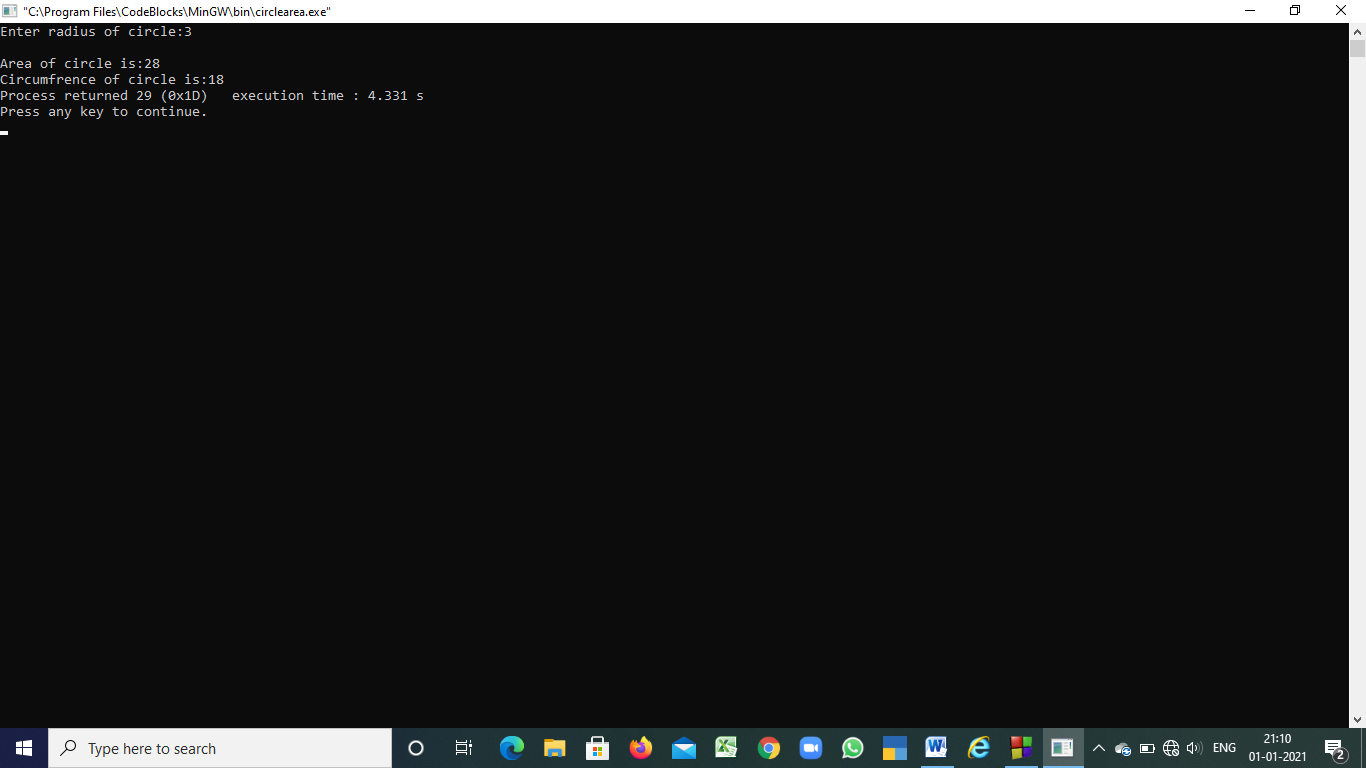 "C:\Program Files\CodeBlocks\MinGW\bin\circlearea.exe"
Enter radius of circle:3
Area of circle is:28
Circumfrence of circle is:18
Process returned 29 (0x1D)   execution time : 4.331 s
Press any key to continue.
Type here to search
ENG
21:10
01-01-2021
2